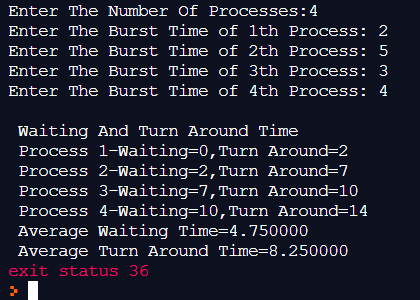 Enter The Number Of Processes:4
Enter The Burst Time of 1th Process: 2
Enter The Burst Time of 2th Process: 5
Enter The Burst Time of 3th Process: 3
Enter The Burst Time of 4th Process: 4
Waiting And Turn Around Time
Process 1-Waiting=0,Turn Around=2
Process 2-Waiting=2,Turn Around=7
Process 3-Waiting=7,Turn Around=10
Process 4-Waiting=10,Turn Around=14
Average Waiting Time=4.750000
Average Turn Around Time=8.250000
exit status 36
>